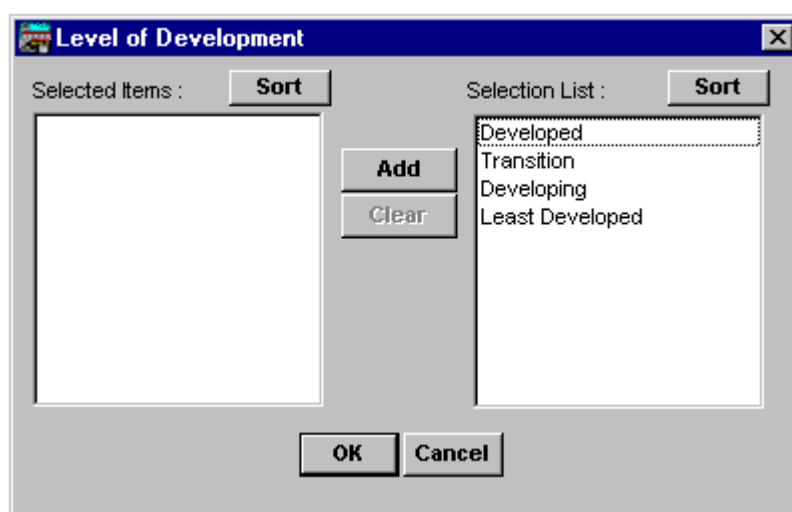 Level of Development
Selected Items :
Sort
Selection List :
Sort
Add
Clear
Developed
Transition
Developing
Least Developed
OK
Cancel